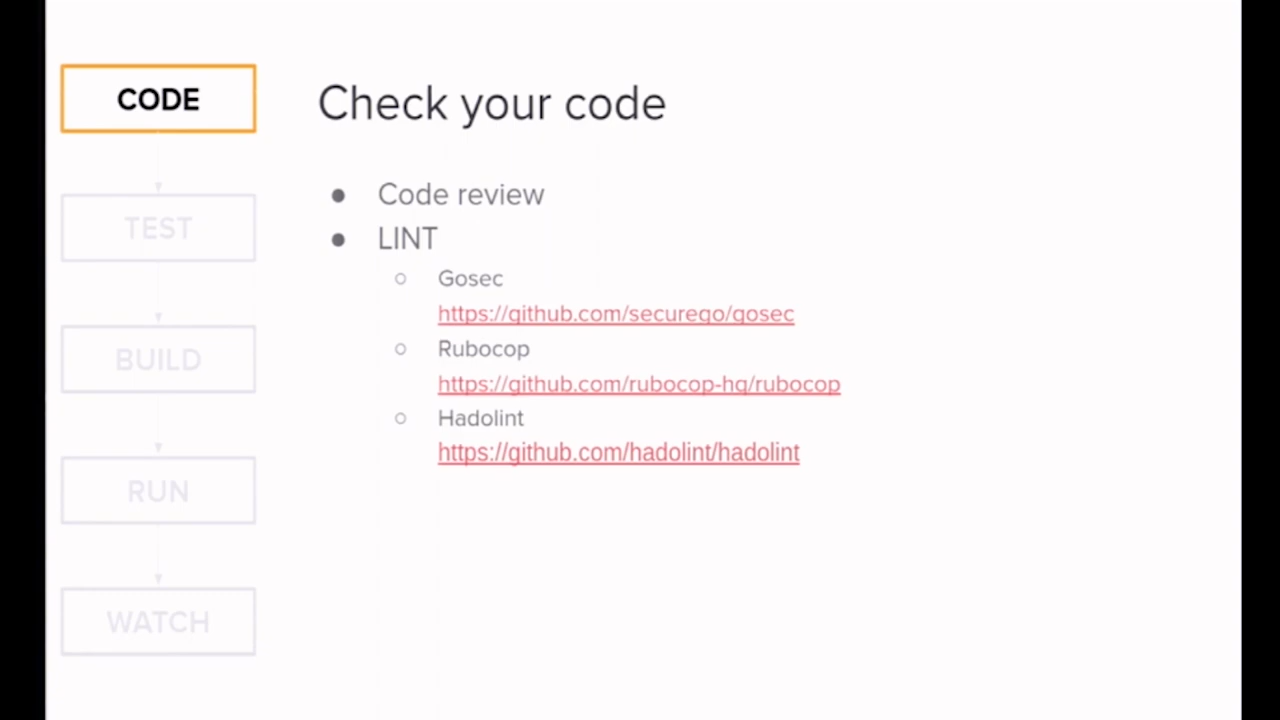 CODE
TEST
BUILD
RUN
WATCH
Check your code
● Code review
● LINT
○ Gosec
https://github.com/securego/gosec
○ Rubocop
https://github.com/rubocop-hq/rubocop
○ Hadolint
https://github.com/hadolint/hadolint